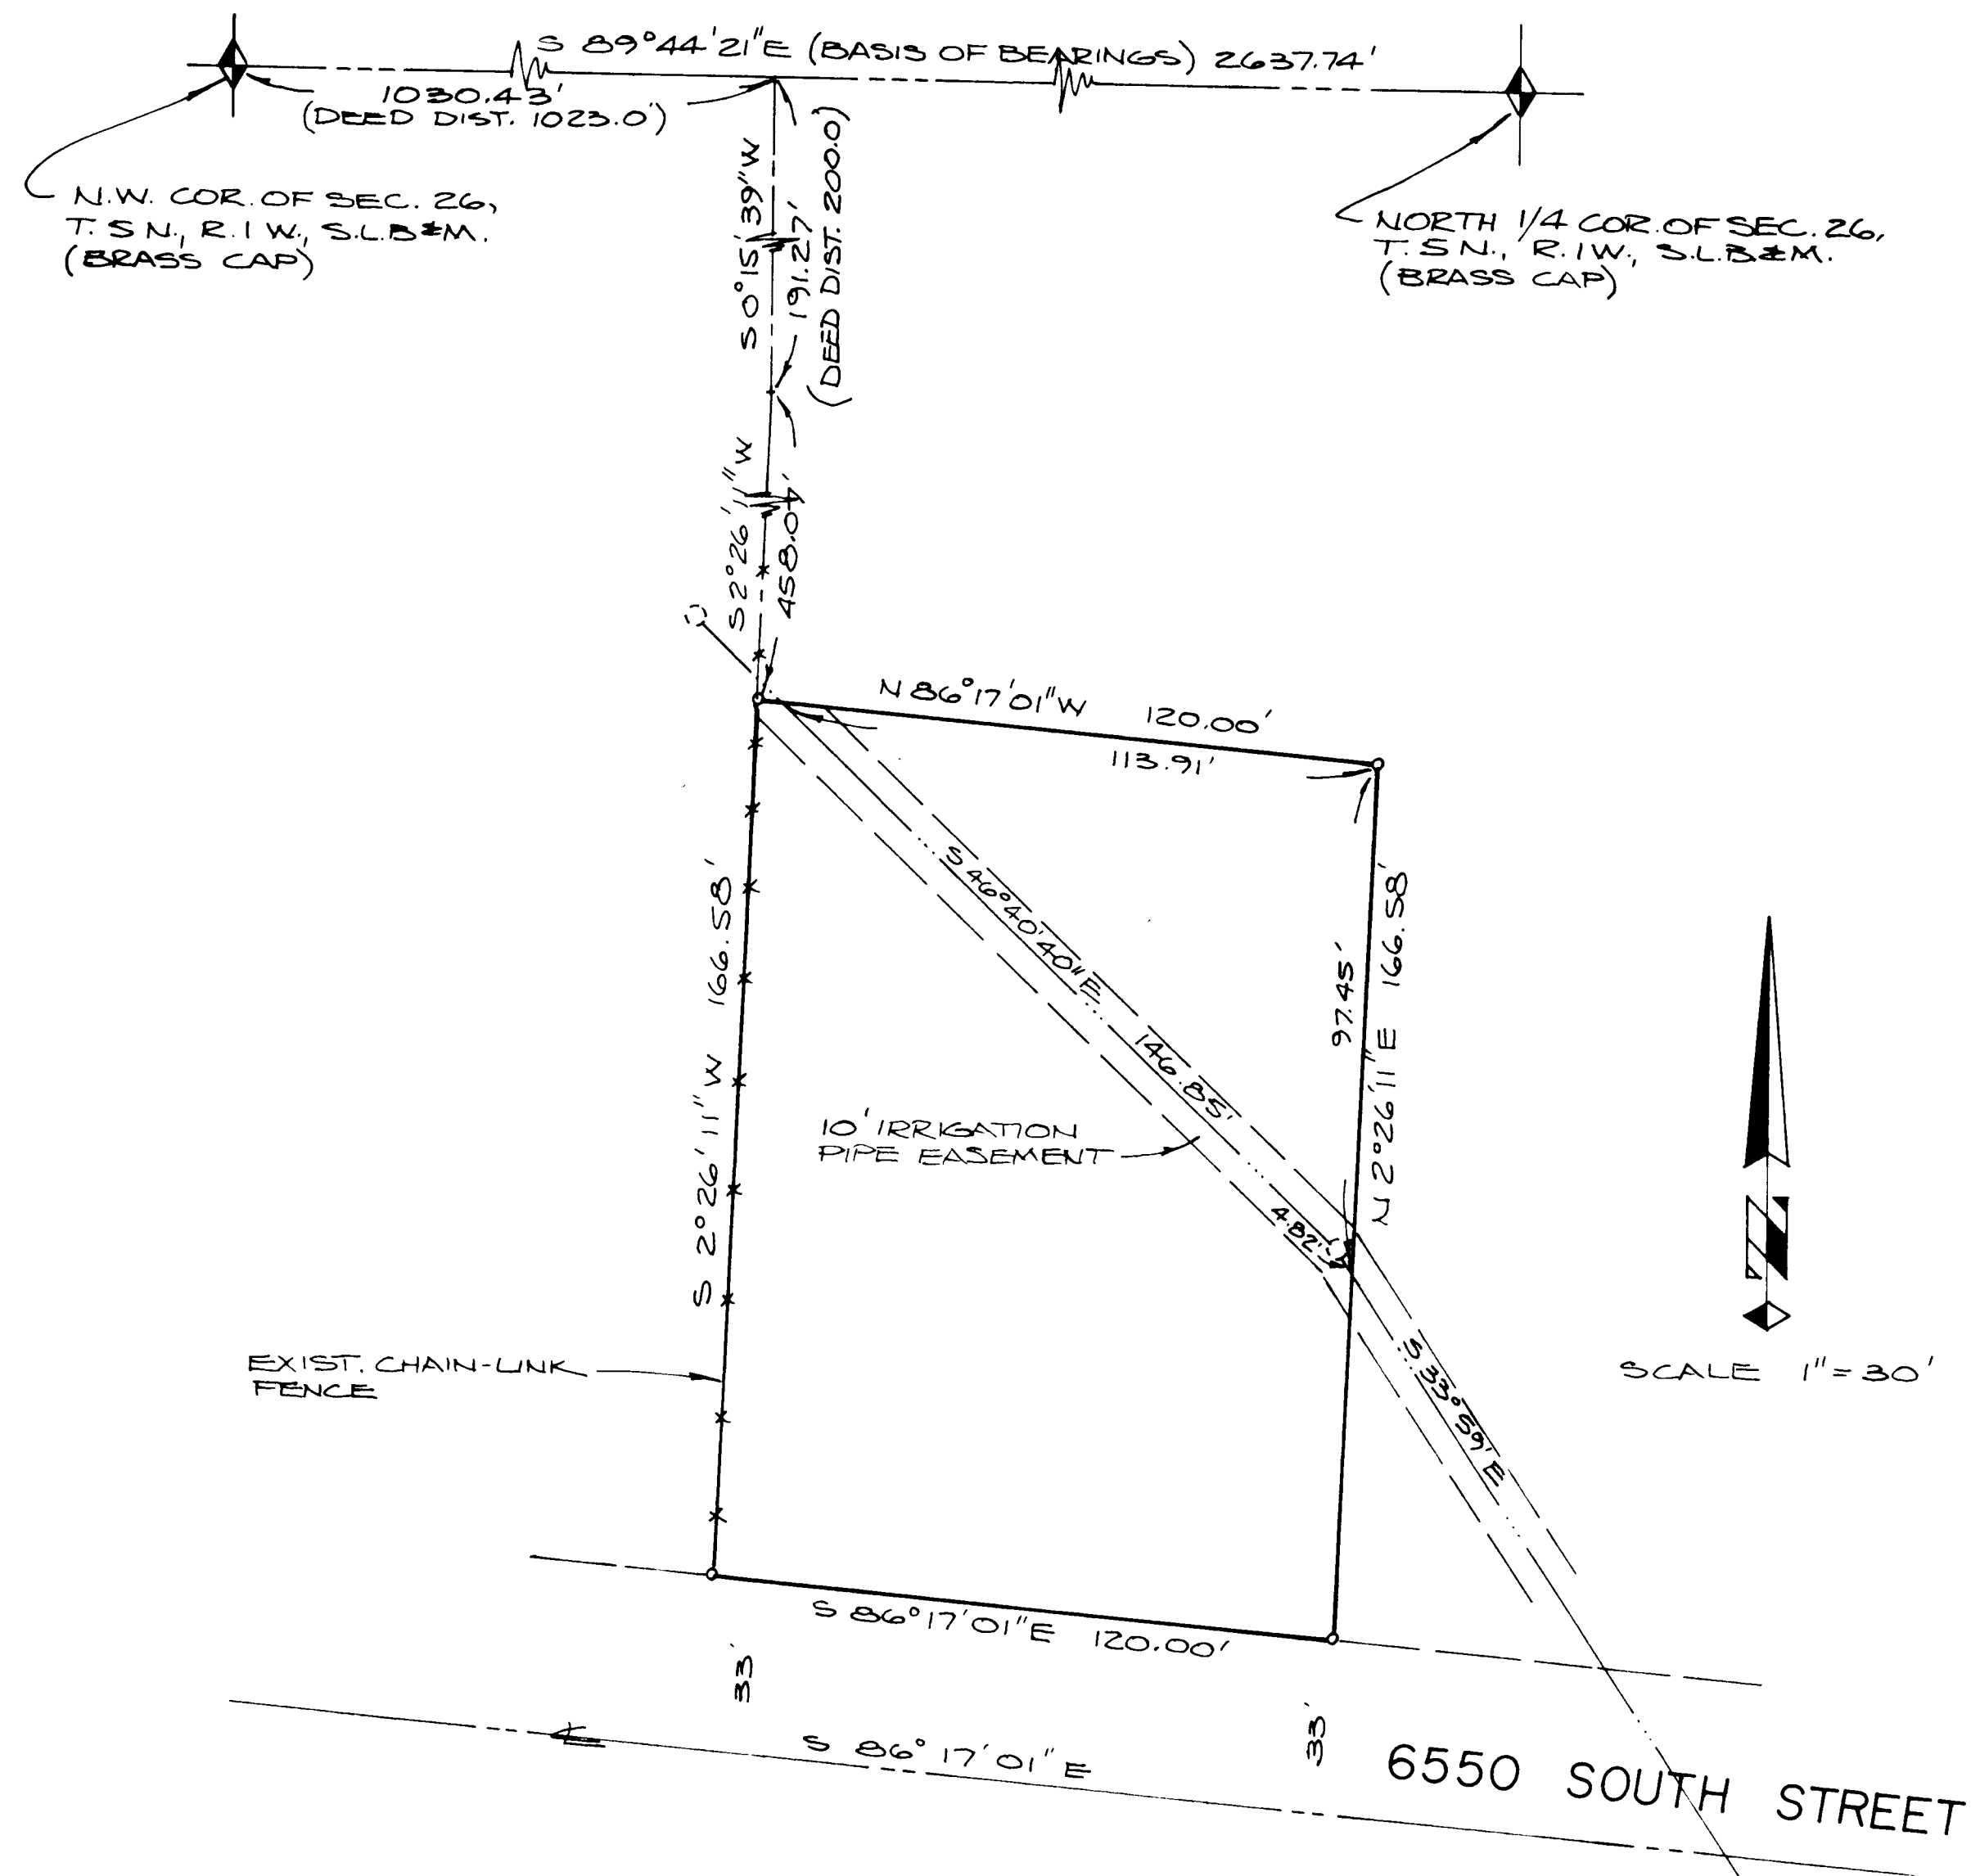 S 89°44'21"E (BASIS OF BEARINGS) 2637.74'
1030.43'
(DEED DIST. 1023.0')
N.W. COR. OF SEC. 26,
T. 5 N., R. 1 W., S.L.B&M.
(BRASS CAP)
NORTH 1/4 COR. OF SEC. 26,
T. 5 N., R. 1 W., S.L.B&M.
(BRASS CAP)
S 0°15'39"W
191.27'
(DEED DIST. 200.0)
S 2°26'11"W
458.07'
N 86°17'01"W 120.00'
113.91'
S 46°40'40"E 146.85'
97.45'
N 2°26'11"E 166.58'
S 2°26'11"W 166.58'
10' IRRIGATION
PIPE EASEMENT
4.82'
S 33°59' E
EXIST. CHAIN-LINK
FENCE
SCALE 1"=30'
S 86°17'01"E 120.00'
33'
33'
S 86°17'01"E
6550 SOUTH STREET